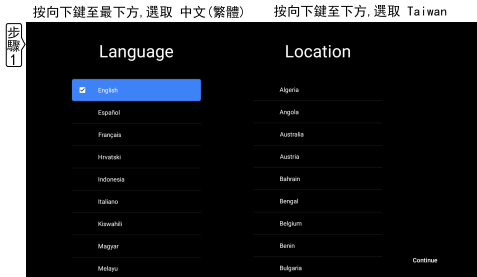 按向下鍵至最下方,選取 中文(繁體)
按向下鍵至下方,選取 Taiwan
步驟1
Language
English
Español
Français
Hrvatski
Indonesia
Italiano
Kiswahili
Magyar
Melayu
Location
Algeria
Angola
Australia
Austria
Bahrain
Bengal
Belgium
Benin
Bulgaria
Continue